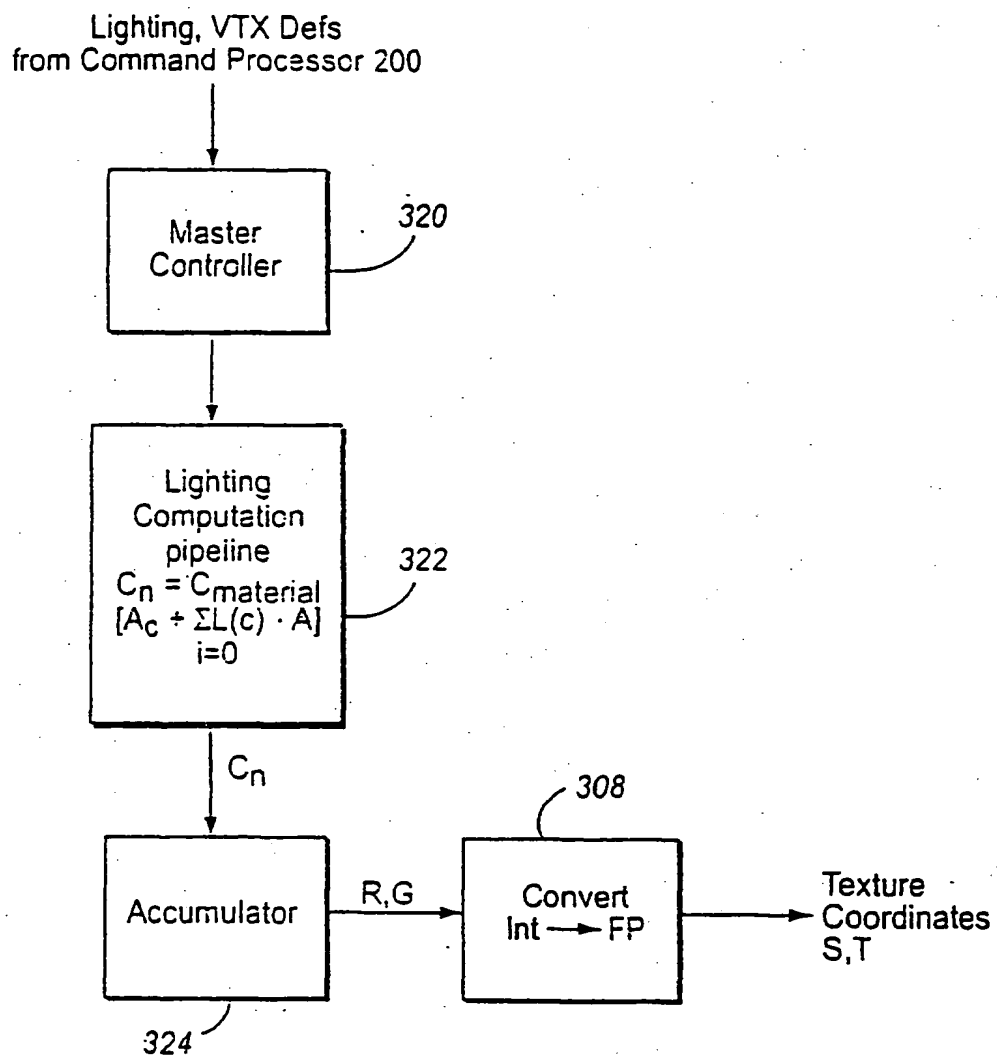 Lighting, VTX Defs
from Command Processor 200
Master
Controller
320
Lighting
Computation
pipeline
Cn = Cmaterial
[Ac + ΣL(c) · A]
i=0
322
Cn
Accumulator
324
R,G
308
Convert
Int → FP
Texture
Coordinates
S,T